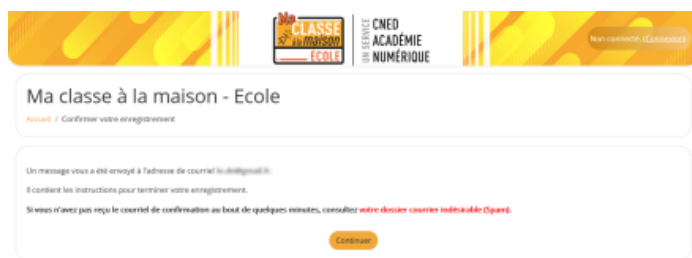 Ma
CLASSE
à la maison
ÉCOLE
UN SERVICE
CNED
ACADÉMIE
NUMÉRIQUE
Non connecté. (Connexion)
Ma classe à la maison - Ecole
Accueil / Confirmer votre enregistrement
Un message vous a été envoyé à l'adresse de courriel
Il contient les instructions pour terminer votre enregistrement.
Si vous n'avez pas reçu le courriel de confirmation au bout de quelques minutes, consultez votre dossier courrier indésirable (Spam).
Continuer